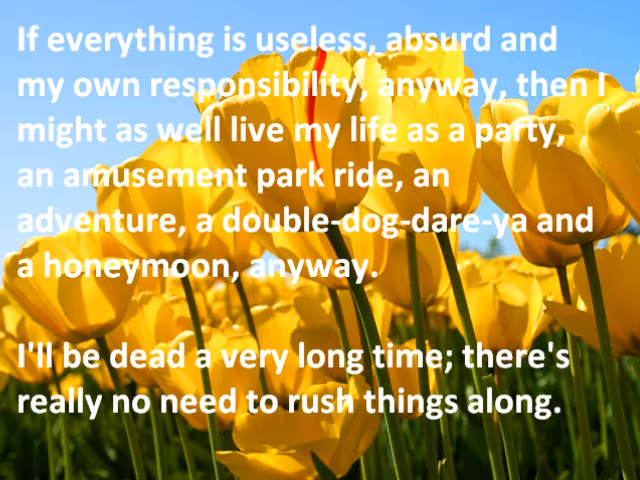 If everything is useless, absurd and
my own responsibility, anyway, then I
might as well live my life as a party,
an amusement park ride, an
adventure, a double-dog-dare-ya and
a honeymoon, anyway.
I'll be dead a very long time; there's
really no need to rush things along.